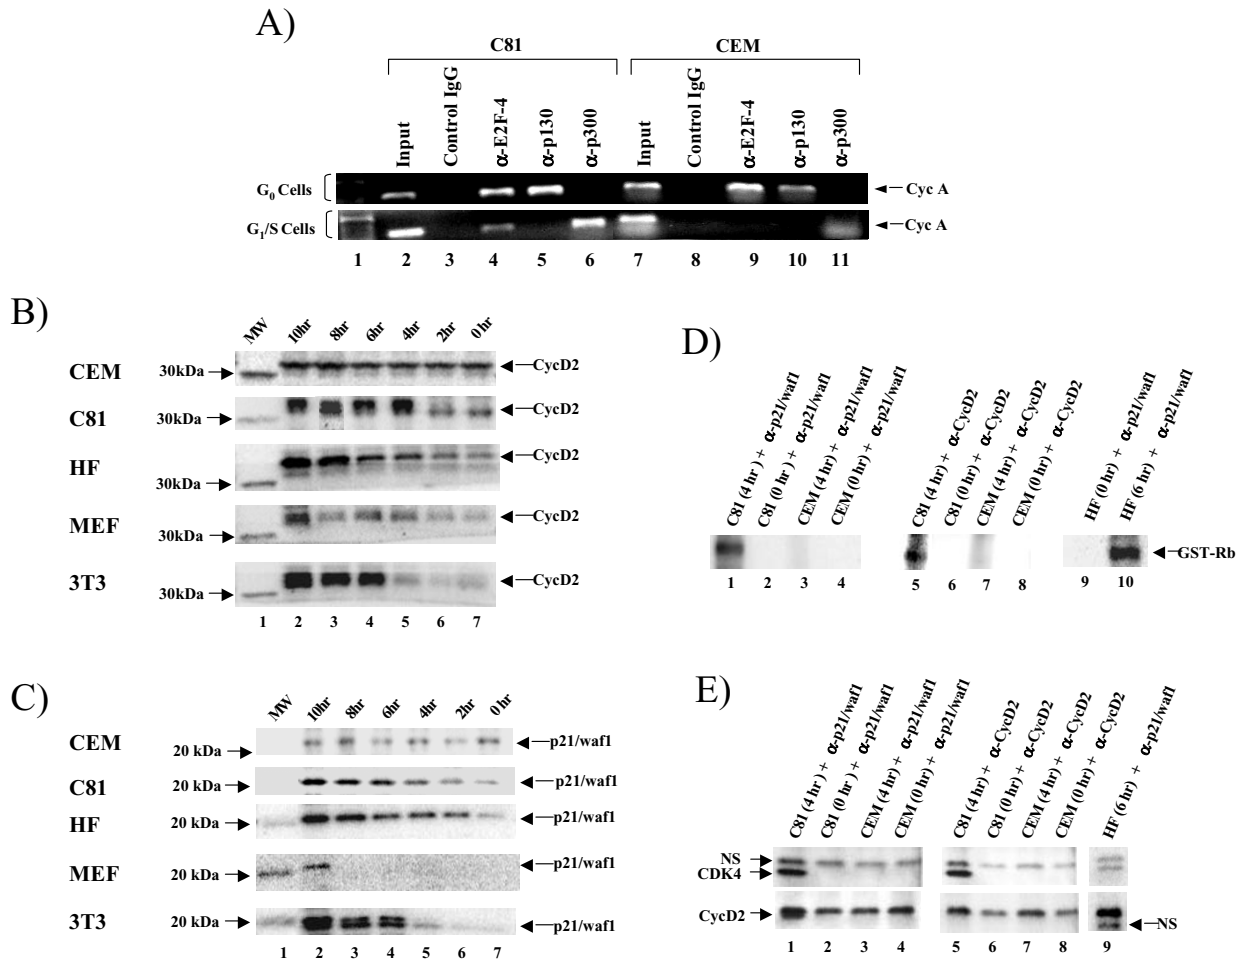 A)
C81 CEM
Input Control IgG α-E2F-4 α-p130 α-p300 Input Control IgG α-E2F-4 α-p130 α-p300
G0 Cells Cyc A
G1/S Cells Cyc A
1 2 3 4 5 6 7 8 9 10 11
B)
MW 10hr 8hr 6hr 4hr 2hr 0 hr
CEM 30kDa CycD2
C81 30kDa CycD2
HF 30kDa CycD2
MEF 30kDa CycD2
3T3 30kDa CycD2
1 2 3 4 5 6 7
C)
MW 10hr 8hr 6hr 4hr 2hr 0 hr
CEM 20 kDa p21/waf1
C81 20 kDa p21/waf1
HF 20 kDa p21/waf1
MEF 20 kDa p21/waf1
3T3 20 kDa p21/waf1
1 2 3 4 5 6 7
D)
C81 (4 hr) + α-p21/waf1
C81 (0 hr) + α-p21/waf1
CEM (4 hr) + α-p21/waf1
CEM (0 hr) + α-p21/waf1
C81 (4 hr) + α-CycD2
C81 (0 hr) + α-CycD2
CEM (4 hr) + α-CycD2
CEM (0 hr) + α-CycD2
HF (0 hr) + α-p21/waf1
HF (6 hr) + α-p21/waf1
GST-Rb
1 2 3 4 5 6 7 8 9 10
E)
C81 (4 hr) + α-p21/waf1
C81 (0 hr) + α-p21/waf1
CEM (4 hr) + α-p21/waf1
CEM (0 hr) + α-p21/waf1
C81 (4 hr) + α-CycD2
C81 (0 hr) + α-CycD2
CEM (4 hr) + α-CycD2
CEM (0 hr) + α-CycD2
HF (6 hr) + α-p21/waf1
NS
CDK4
CycD2
NS
1 2 3 4 5 6 7 8 9